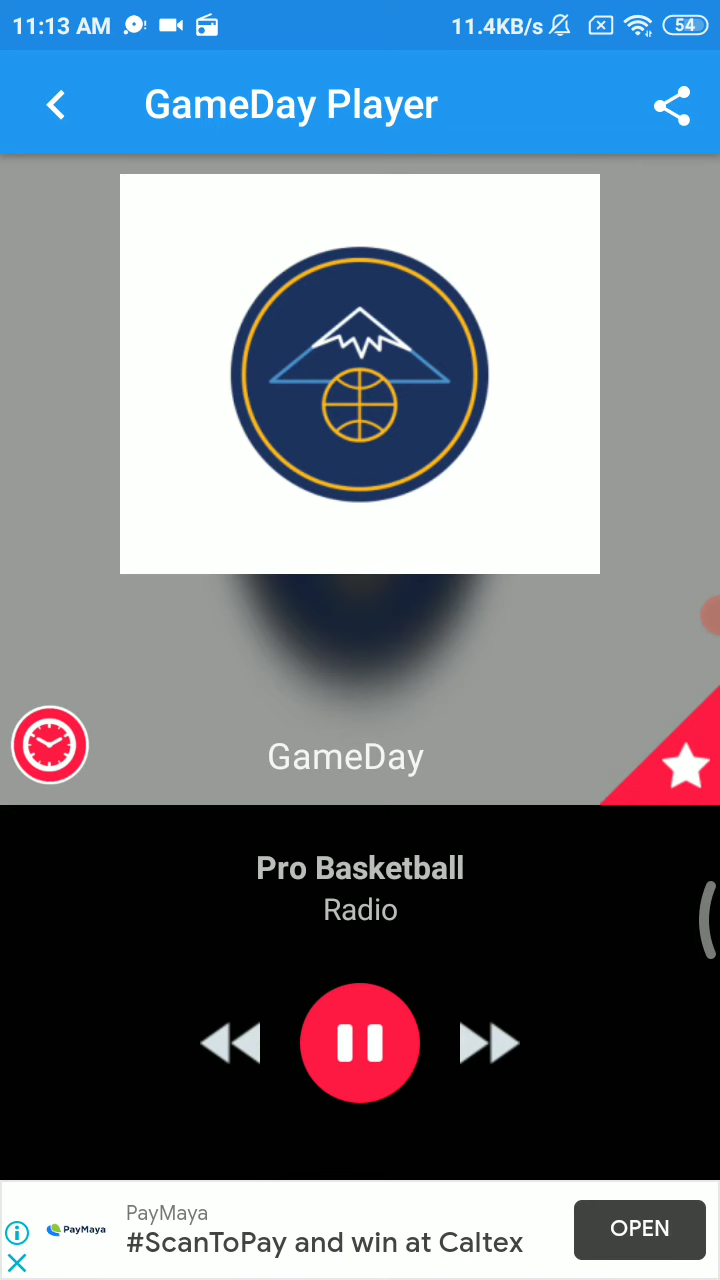 11:13 AM
11.4KB/s
54
GameDay Player
GameDay
Pro Basketball
Radio
PayMaya
PayMaya
#ScanToPay and win at Caltex
OPEN